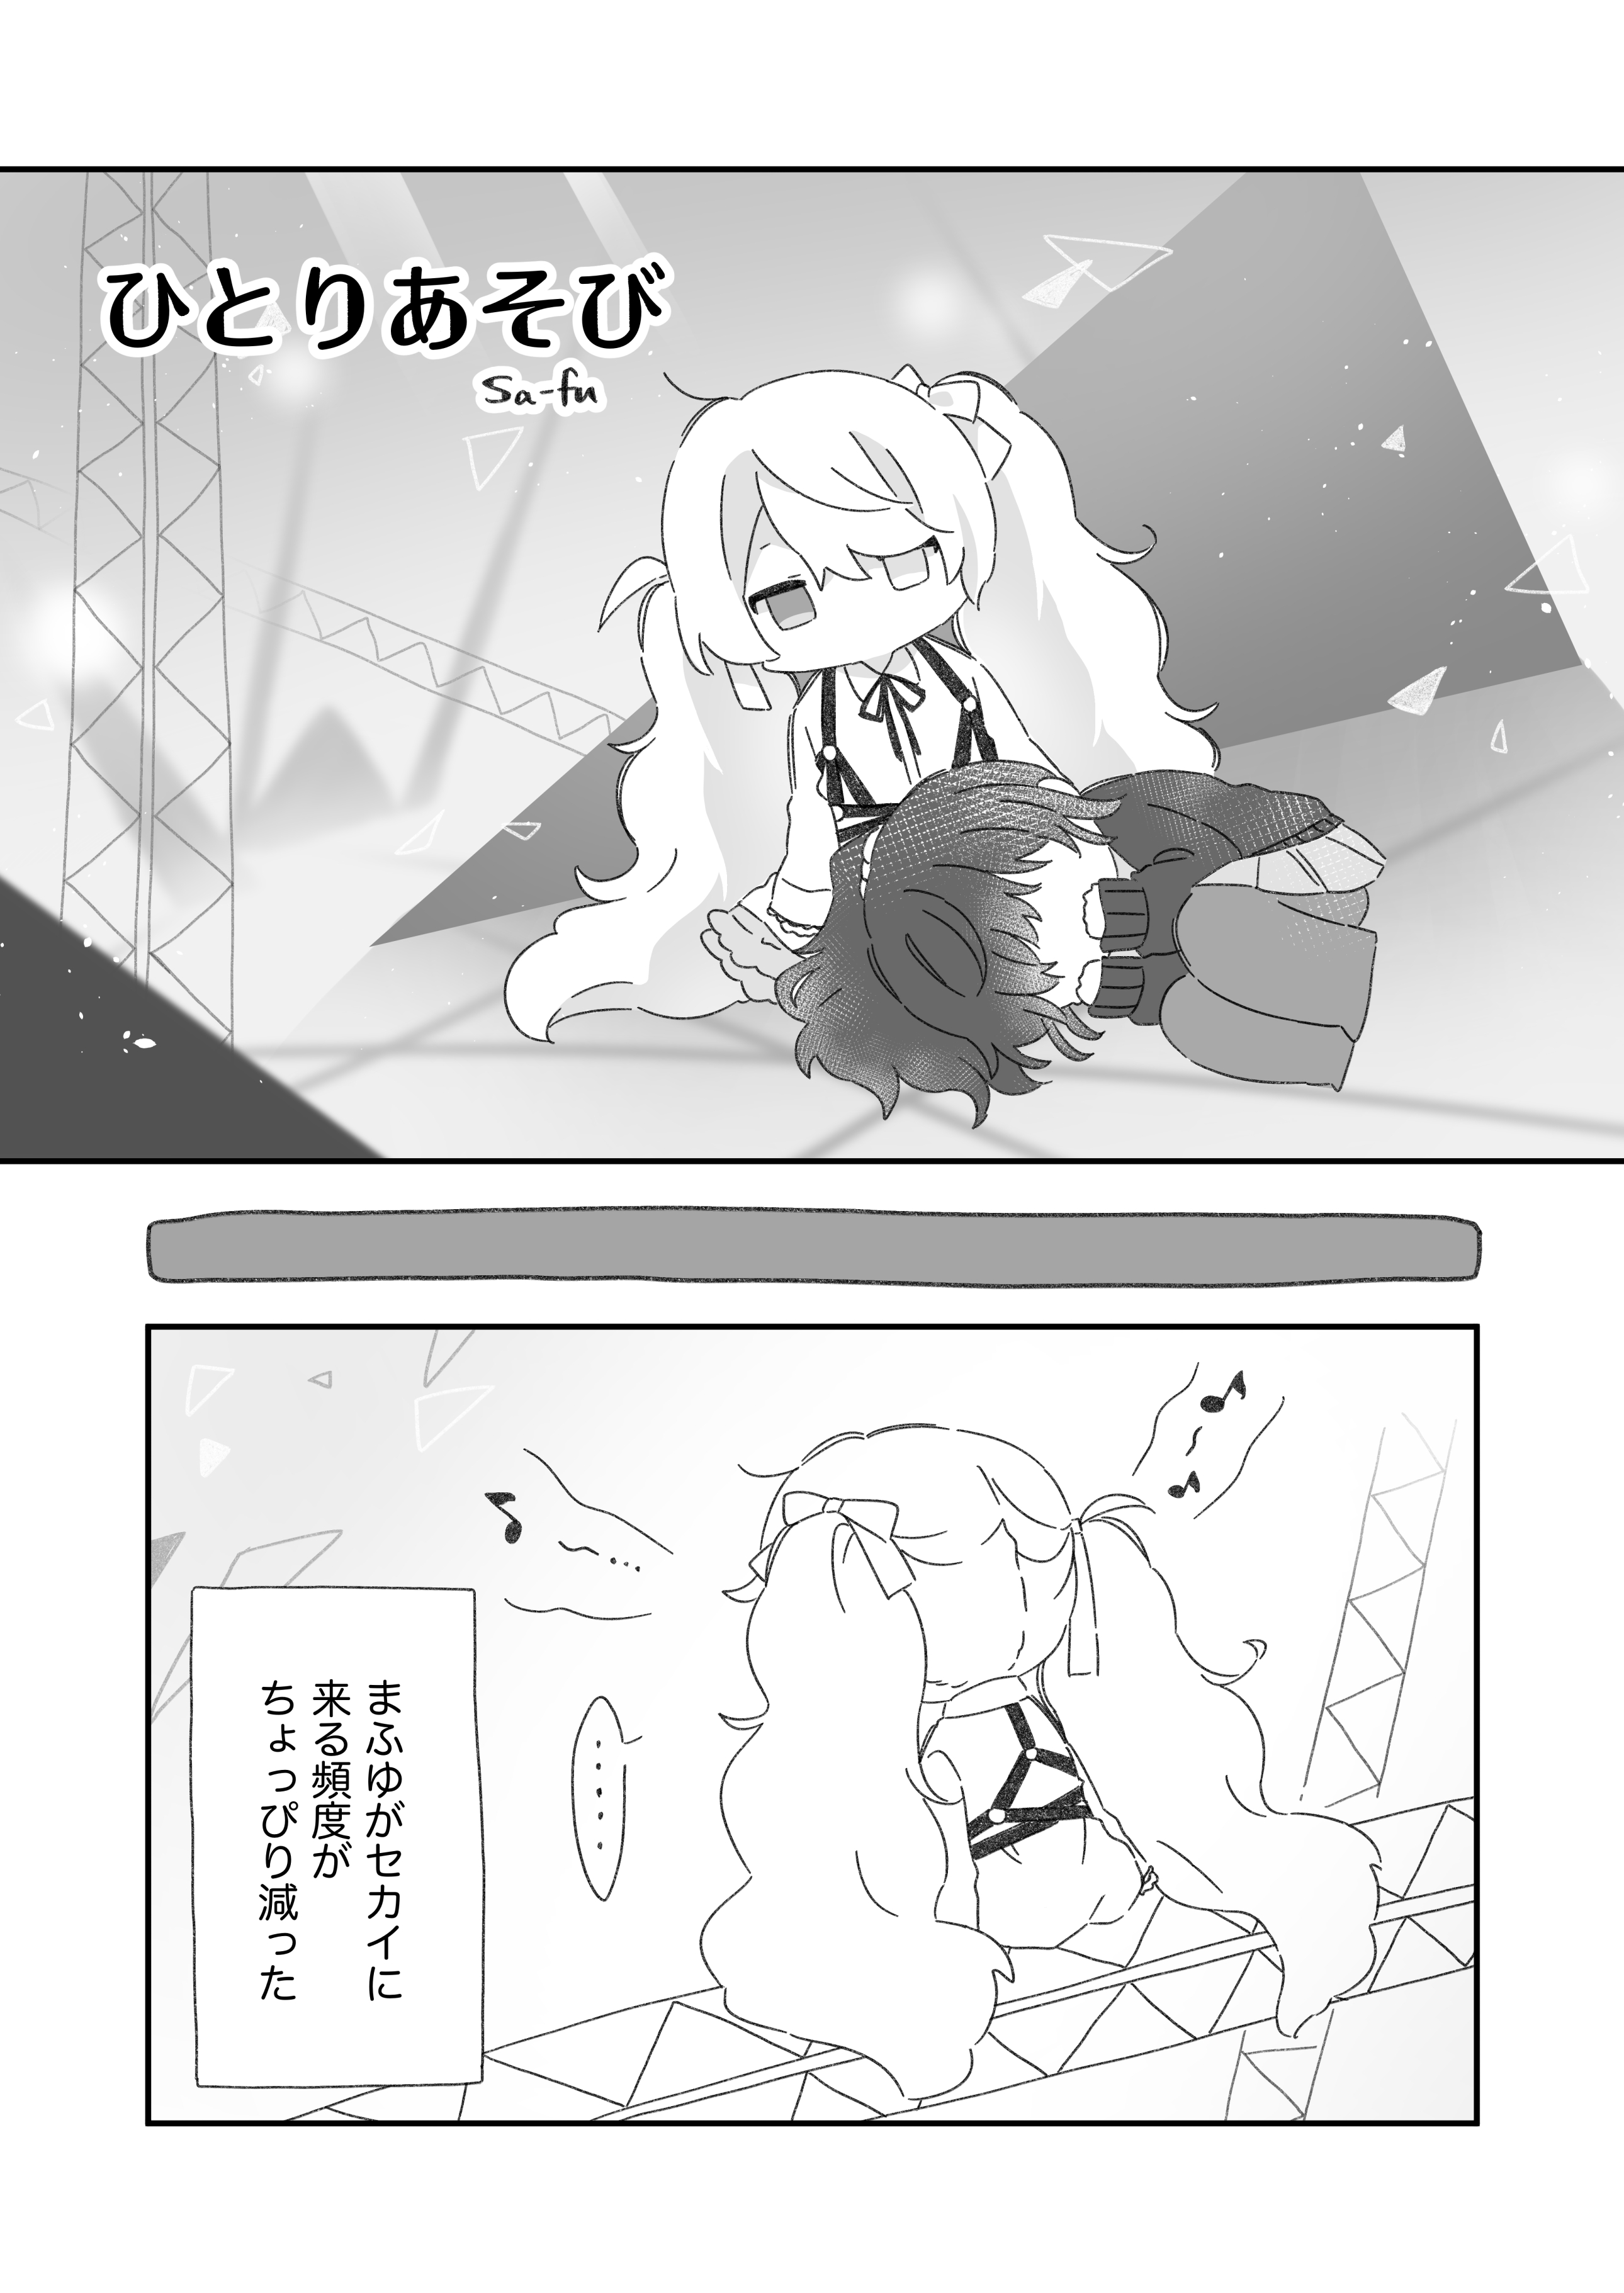 ひとりあそび
Sa-fu
……
まふゆがセカイに
来る頻度が
ちょっぴり減った